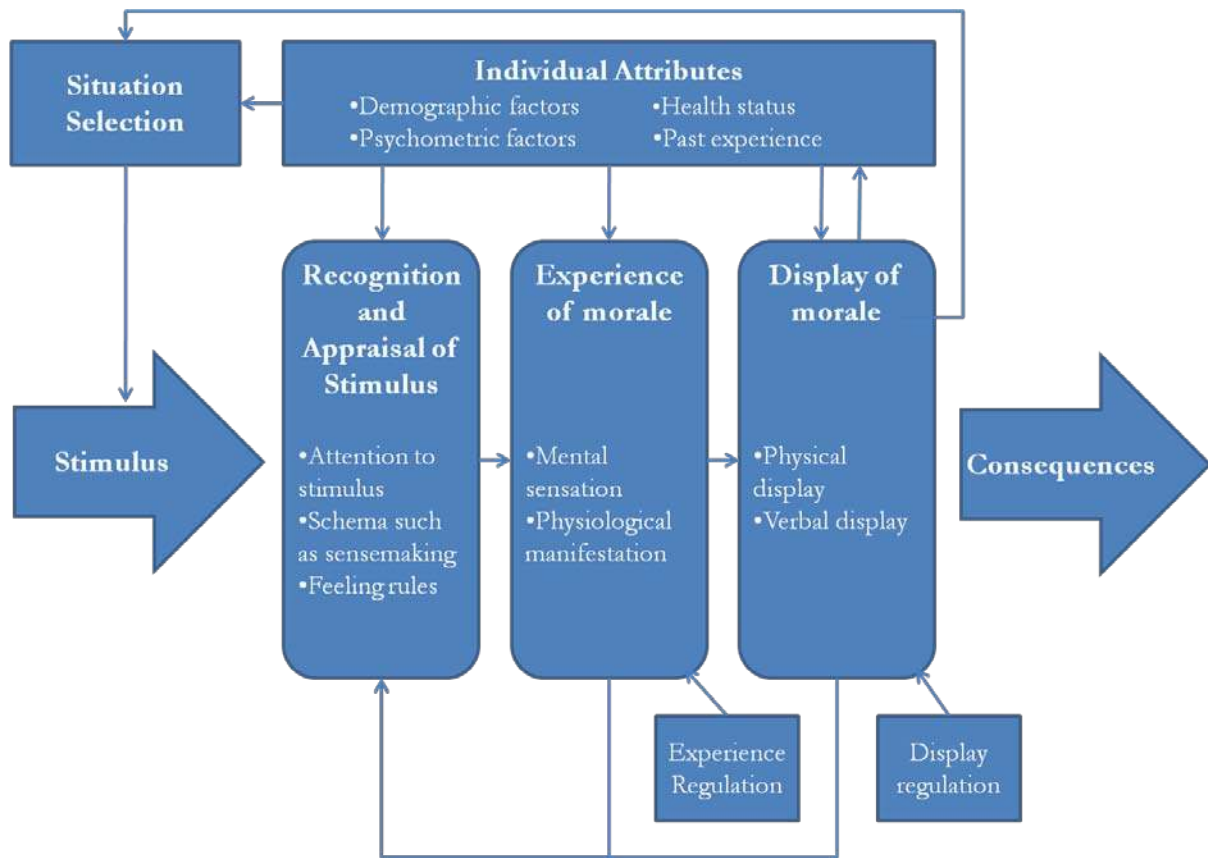 Situation
Selection
Individual Attributes
•Demographic factors
•Psychometric factors
•Health status
•Past experience
Stimulus
Recognition
and
Appraisal of
Stimulus
•Attention to
stimulus
•Schema such
as sensemaking
•Feeling rules
Experience
of morale
•Mental
sensation
•Physiological
manifestation
Display of
morale
•Physical
display
•Verbal display
Consequences
Experience
Regulation
Display
regulation